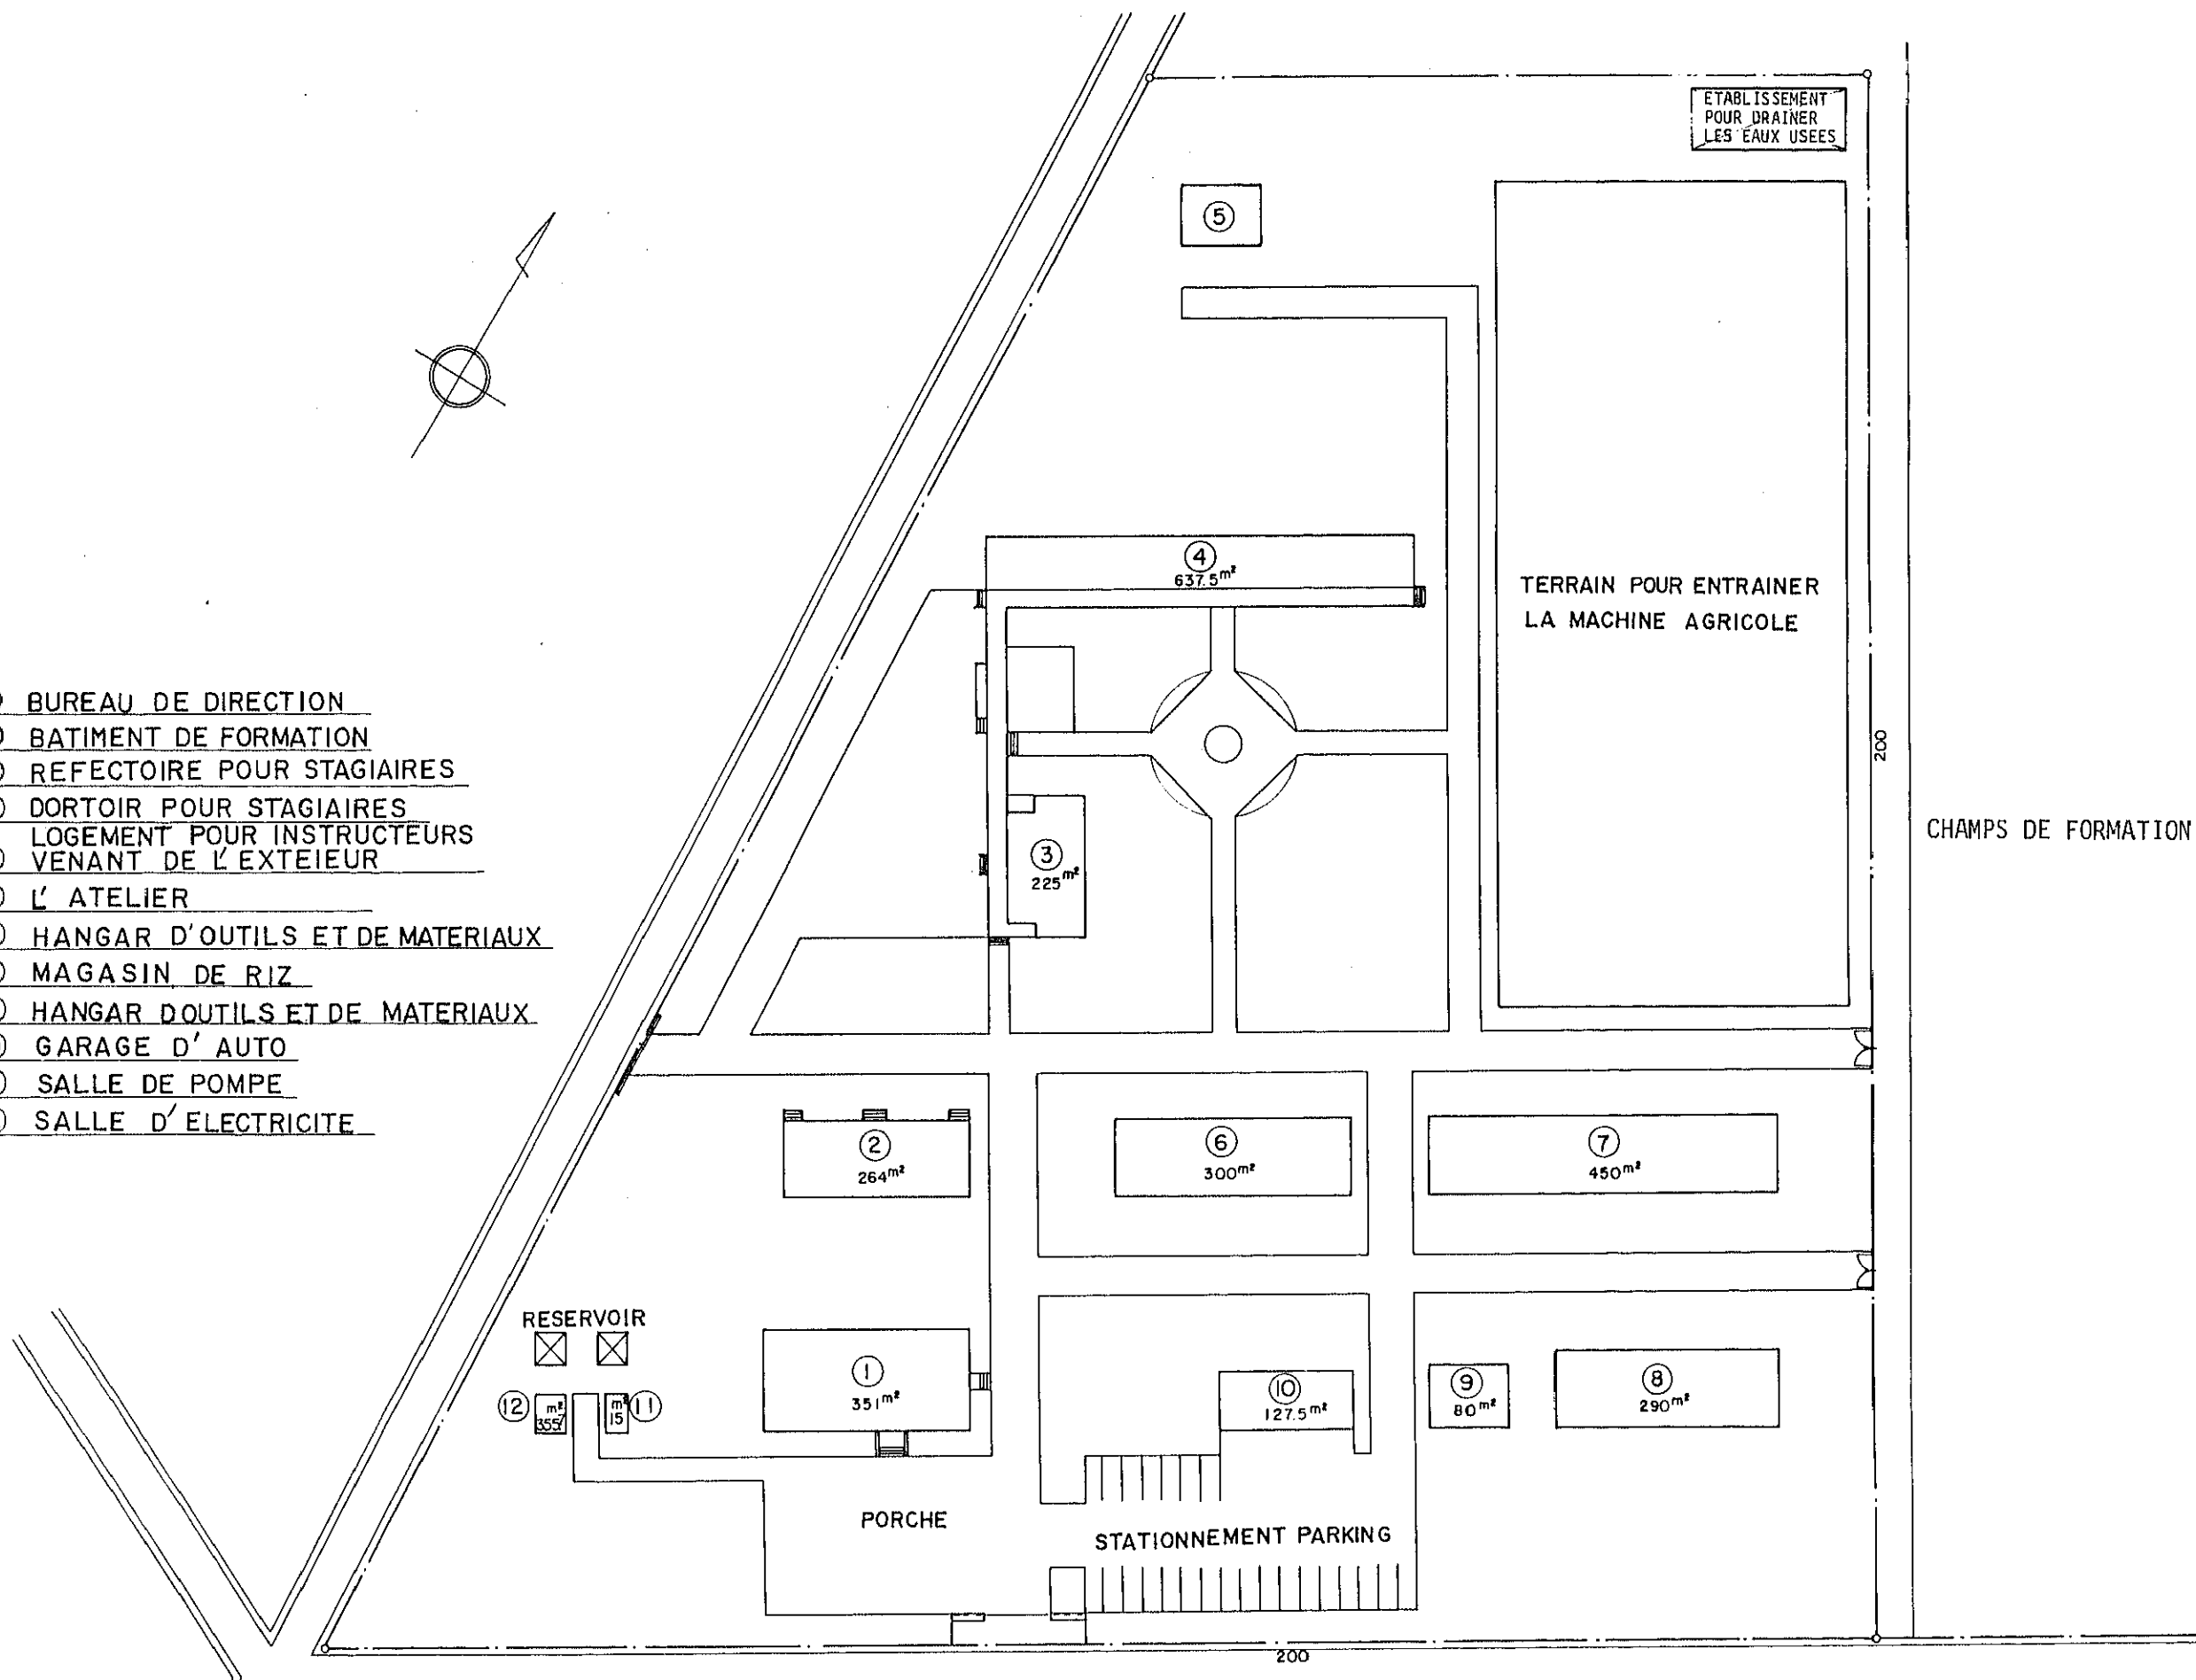 ETABLISSEMENT
POUR DRAINER
LES EAUX USEES
⑤
④
637.5m²
TERRAIN POUR ENTRAINER
LA MACHINE AGRICOLE
200
CHAMPS DE FORMATION
BUREAU DE DIRECTION
BATIMENT DE FORMATION
REFECTOIRE POUR STAGIAIRES
DORTOIR POUR STAGIAIRES
LOGEMENT POUR INSTRUCTEURS
VENANT DE L'EXTEIEUR
L' ATELIER
HANGAR D'OUTILS ET DE MATERIAUX
MAGASIN DE RIZ
HANGAR DOUTILS ET DE MATERIAUX
GARAGE D' AUTO
SALLE DE POMPE
SALLE D' ELECTRICITE
③
225m²
②
264m²
⑥
300m²
⑦
450m²
RESERVOIR
①
351m²
⑫
m²
⑪
m²
15
⑩
127.5m²
⑨
80m²
⑧
290m²
PORCHE
STATIONNEMENT PARKING
200